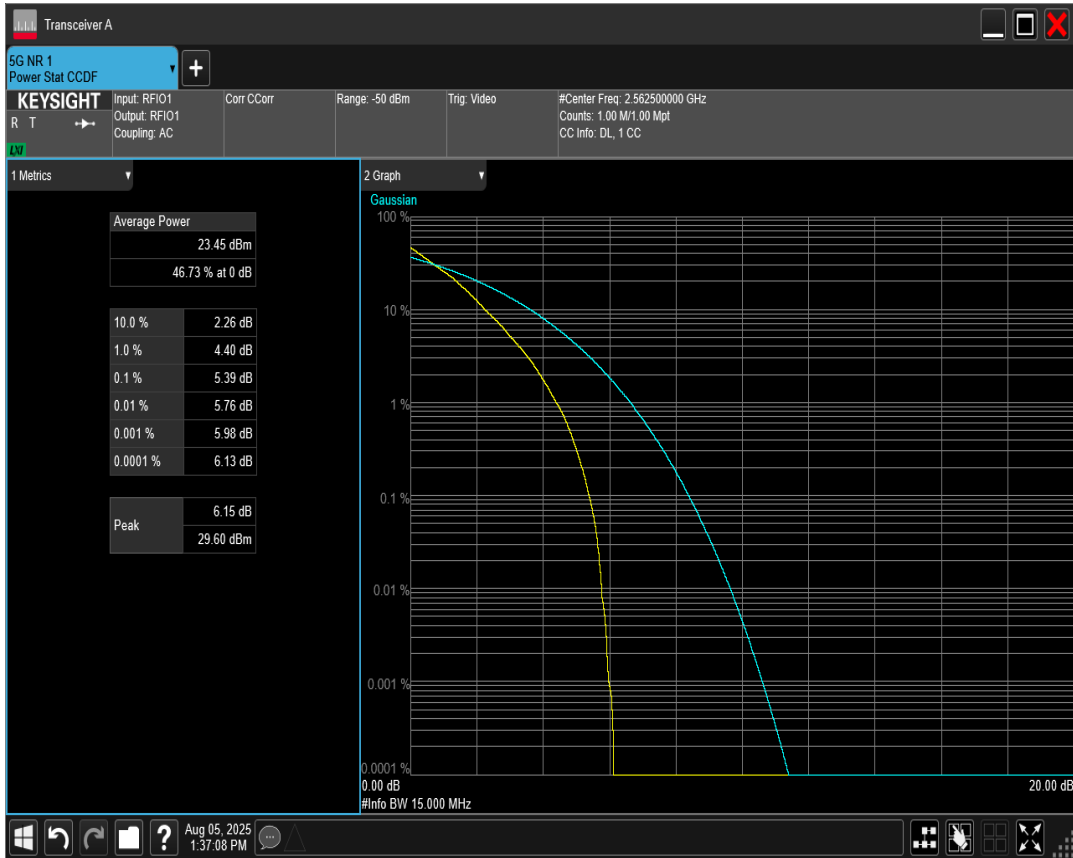 Transceiver A
5G NR 1
Power Stat CCDF
+
KEYSIGHT
R T
LXI
Input: RFIO1
Output: RFIO1
Coupling: AC
Corr CCorr
Range: -50 dBm
Trig: Video
#Center Freq: 2.562500000 GHz
Counts: 1.00 M/1.00 Mpt
CC Info: DL, 1 CC
1 Metrics
Average Power
23.45 dBm
46.73 % at 0 dB
10.0 % 2.26 dB
1.0 % 4.40 dB
0.1 % 5.39 dB
0.01 % 5.76 dB
0.001 % 5.98 dB
0.0001 % 6.13 dB
Peak
6.15 dB
29.60 dBm
2 Graph
Gaussian
100 %
10 %
1 %
0.1 %
0.01 %
0.001 %
0.0001 %
0.00 dB 20.00 dB
#Info BW 15.000 MHz
?
Aug 05, 2025
1:37:08 PM